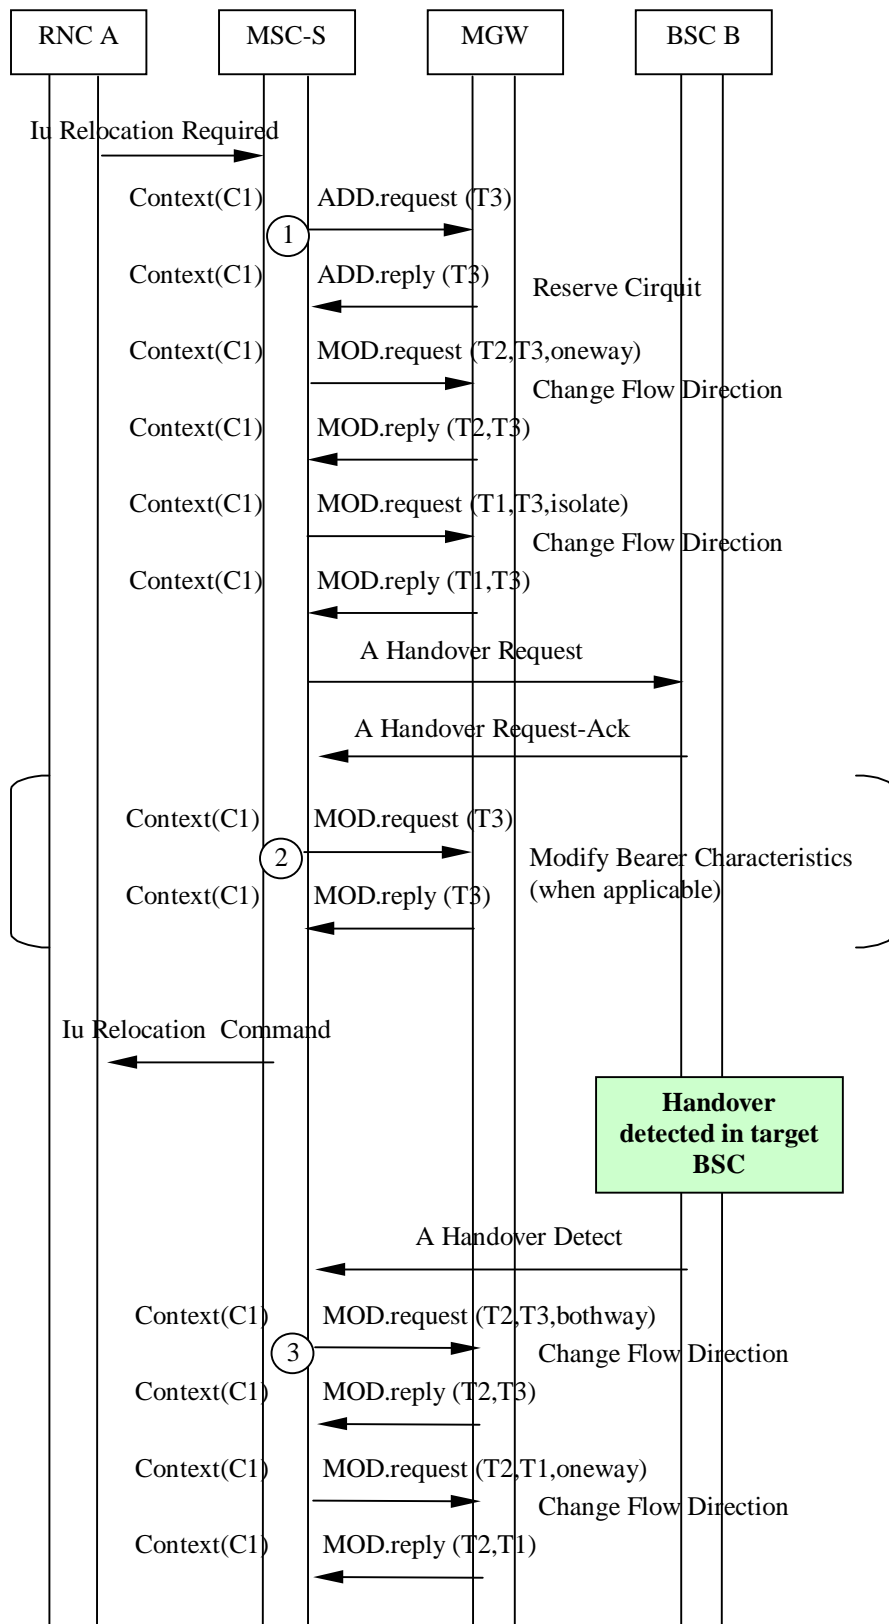 RNC A
MSC-S
MGW
BSC B
Iu Relocation Required
Context(C1)
ADD.request (T3)
1
Context(C1)
ADD.reply (T3)
Reserve Cirquit
Context(C1)
MOD.request (T2,T3,oneway)
Change Flow Direction
Context(C1)
MOD.reply (T2,T3)
Context(C1)
MOD.request (T1,T3,isolate)
Change Flow Direction
Context(C1)
MOD.reply (T1,T3)
A Handover Request
A Handover Request-Ack
Context(C1)
MOD.request (T3)
2
Modify Bearer Characteristics
(when applicable)
Context(C1)
MOD.reply (T3)
Iu Relocation  Command
Handover
detected in target
BSC
A Handover Detect
Context(C1)
MOD.request (T2,T3,bothway)
3
Change Flow Direction
Context(C1)
MOD.reply (T2,T3)
Context(C1)
MOD.request (T2,T1,oneway)
Change Flow Direction
Context(C1)
MOD.reply (T2,T1)